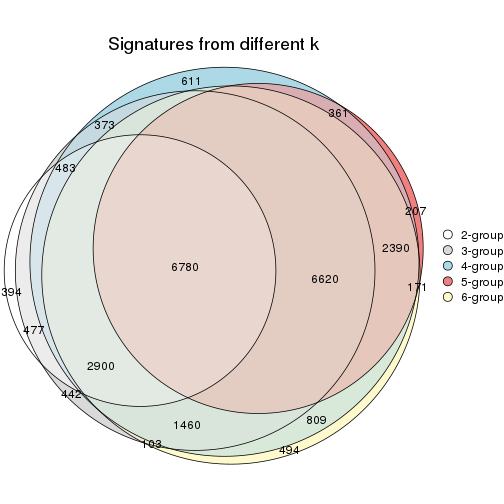 Signatures from different k
611
373
361
483
207
2390
6780
6620
171
394
477
2900
442
1460
809
103
494
2-group
3-group
4-group
5-group
6-group